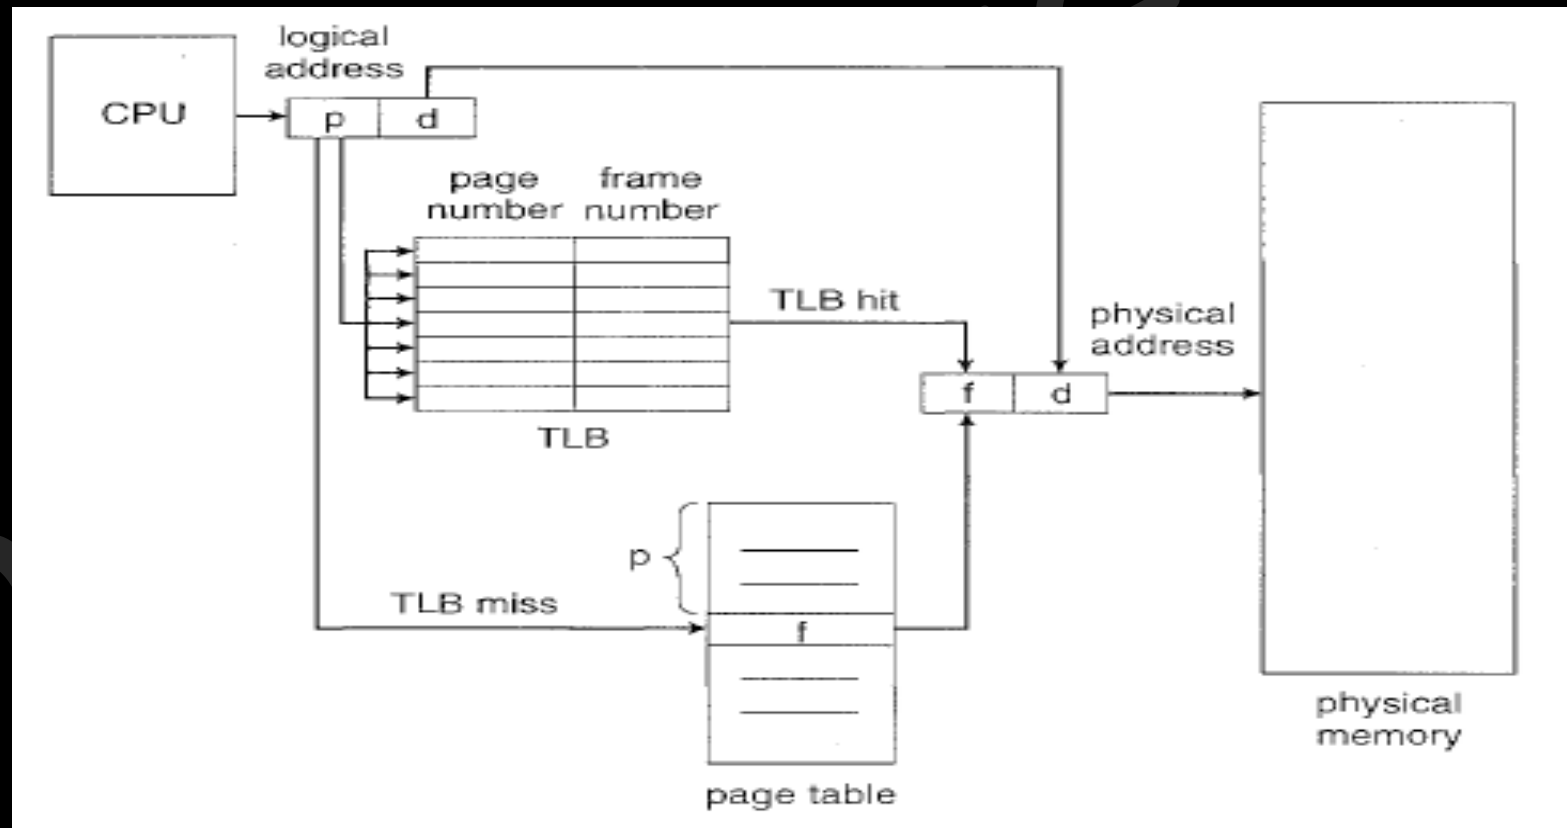 logical
address
CPU
p
d
page
number
frame
number
TLB hit
physical
address
f
d
TLB
p
TLB miss
f
physical
memory
page table